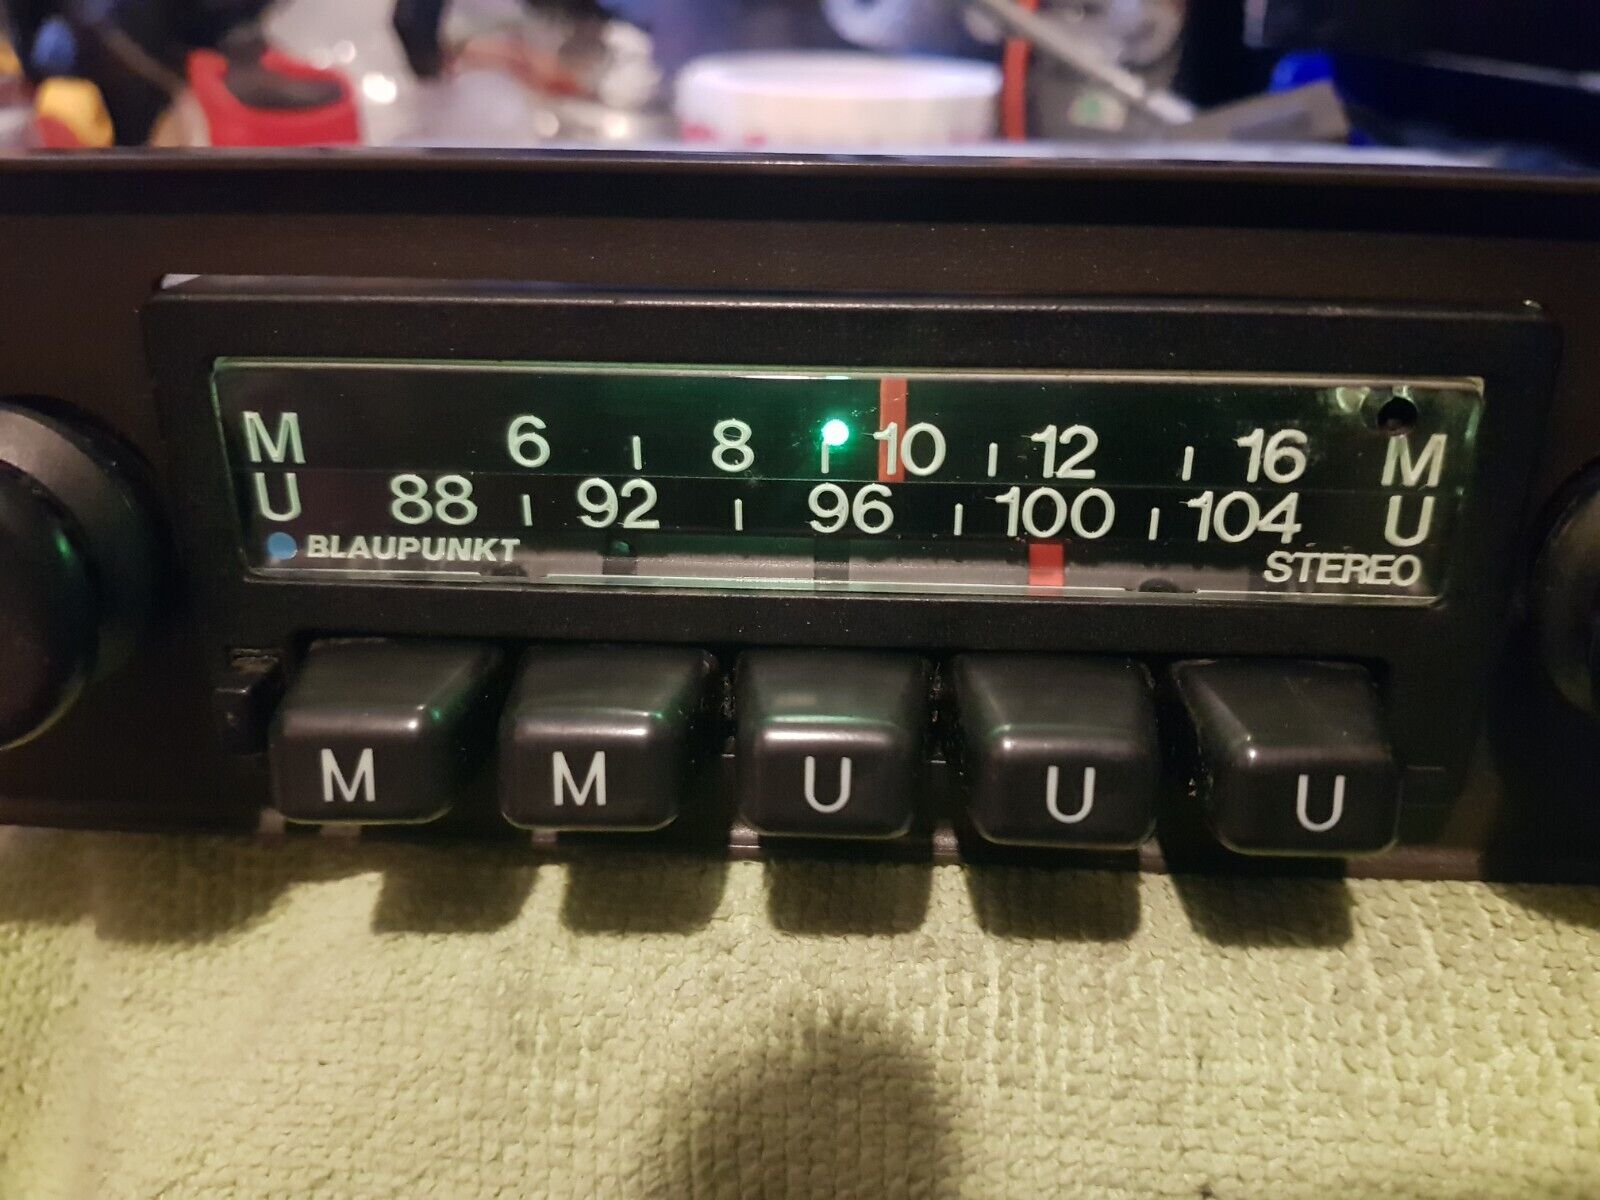 M 6 8 10 12 16 M
U 88 92 96 100 104 U
BLAUPUNKT STEREO
M M U U U